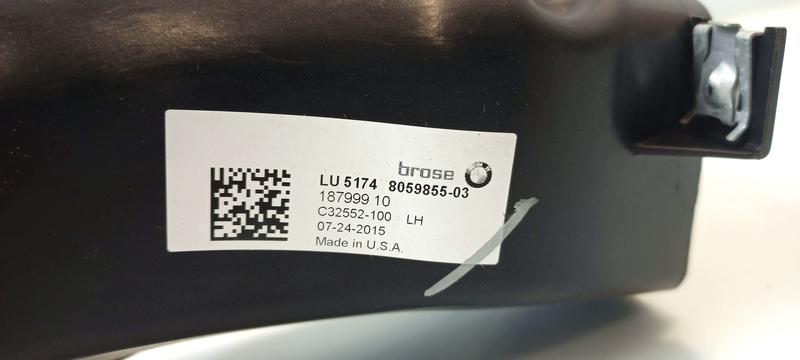 brose
LU 5174 8059855-03
187999 10
C32552-100 LH
07-24-2015
Made in U.S.A.